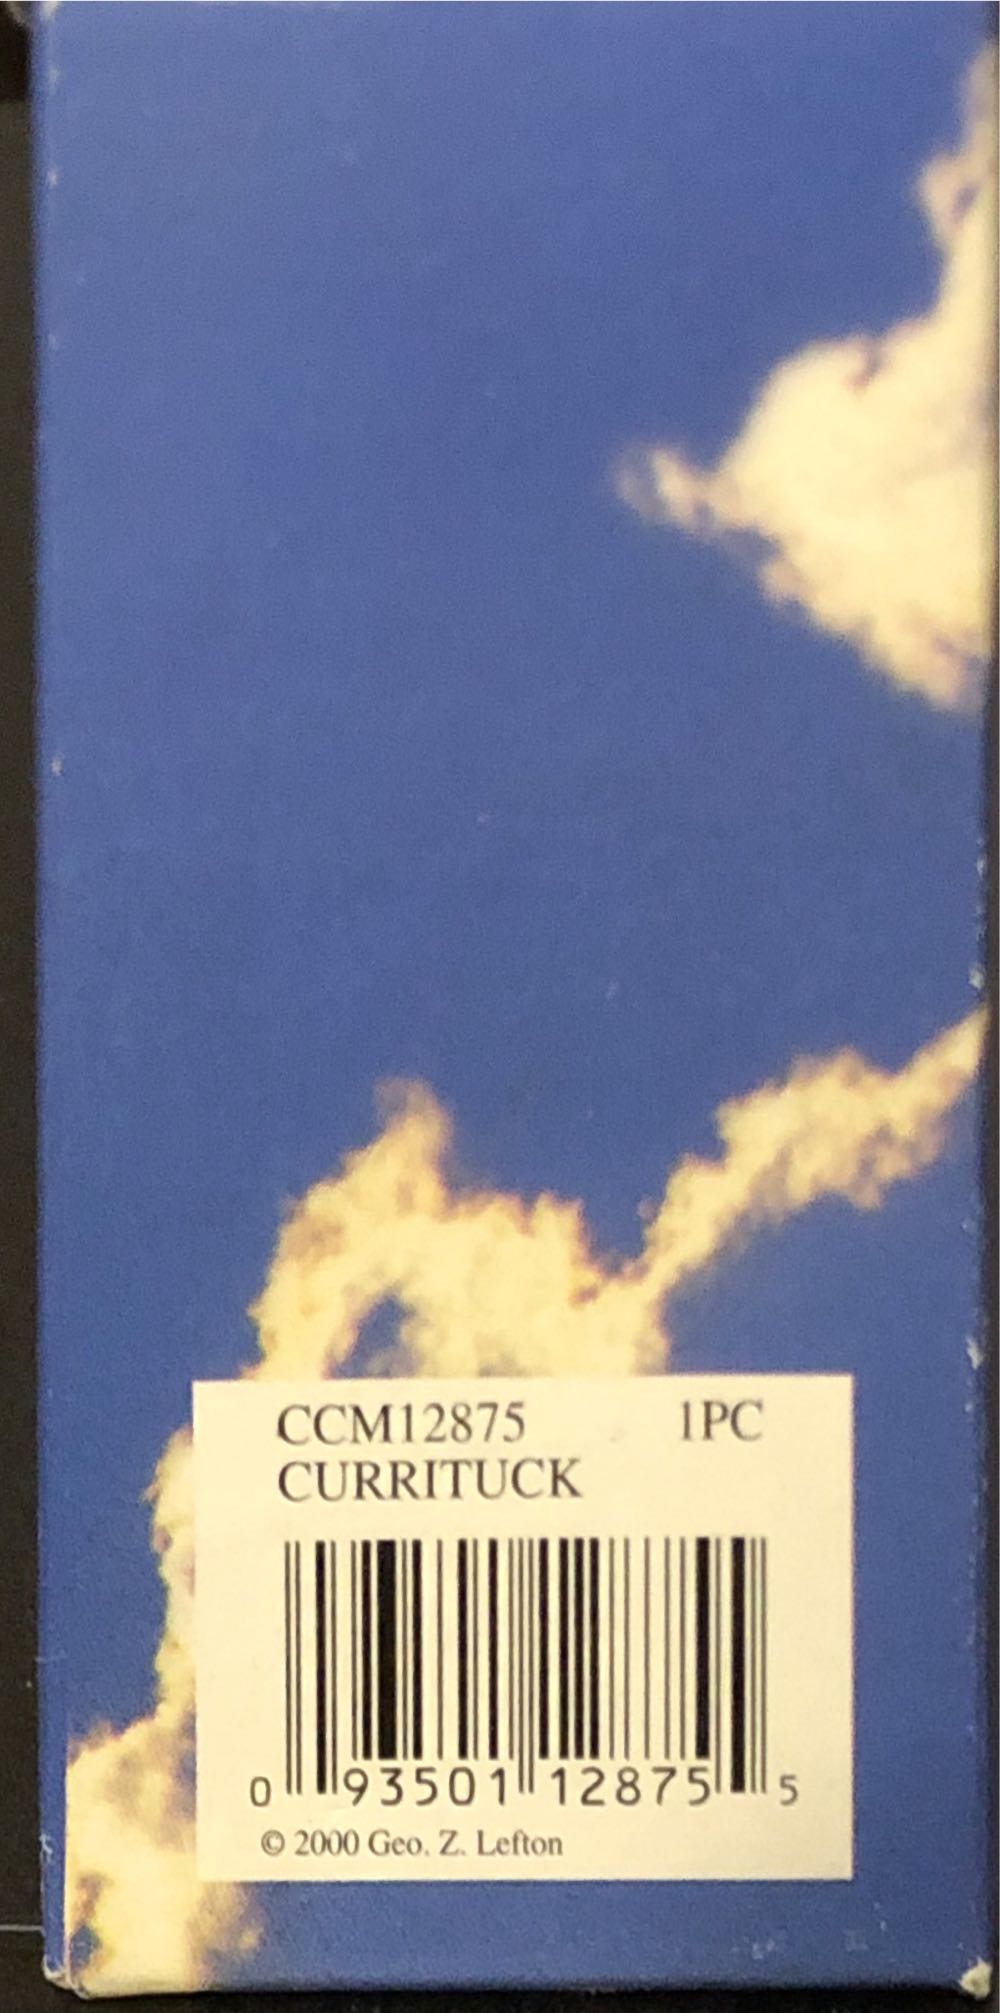 CCM12875 1PC
CURRITUCK
0 93501 12875 5
© 2000 Geo. Z. Lefton